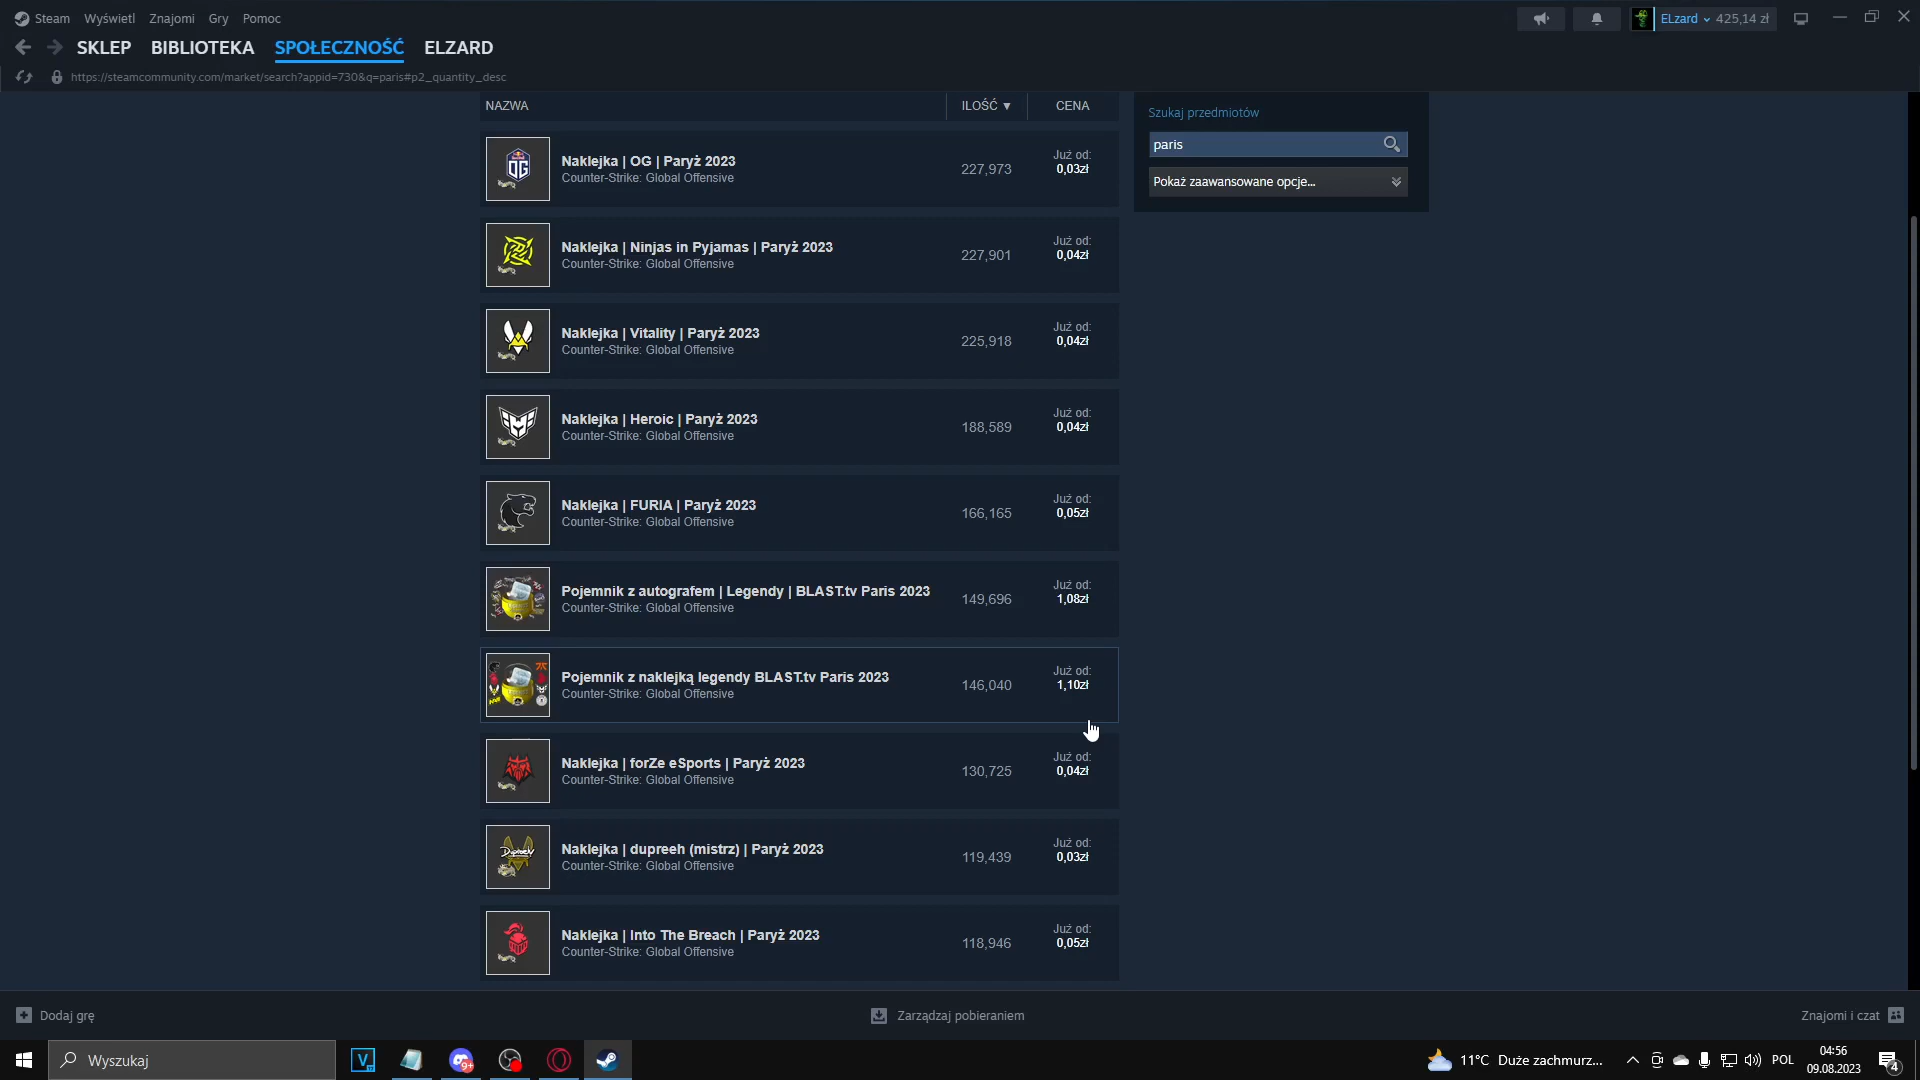 Steam Wyświetl Znajomi Gry Pomoc
ELzard 425,14 zł
SKLEP BIBLIOTEKA SPOŁECZNOŚĆ ELZARD
https://steamcommunity.com/market/search?appid=730&q=paris#p2_quantity_desc
NAZWA ILOŚĆ ▼ CENA
Szukaj przedmiotów
paris
Pokaż zaawansowane opcje...
Naklejka | OG | Paryż 2023
Counter-Strike: Global Offensive
227,973
Już od:
0,03zł
Naklejka | Ninjas in Pyjamas | Paryż 2023
Counter-Strike: Global Offensive
227,901
Już od:
0,04zł
Naklejka | Vitality | Paryż 2023
Counter-Strike: Global Offensive
225,918
Już od:
0,04zł
Naklejka | Heroic | Paryż 2023
Counter-Strike: Global Offensive
188,589
Już od:
0,04zł
Naklejka | FURIA | Paryż 2023
Counter-Strike: Global Offensive
166,165
Już od:
0,05zł
Pojemnik z autografem | Legendy | BLAST.tv Paris 2023
Counter-Strike: Global Offensive
149,696
Już od:
1,08zł
Pojemnik z naklejką legendy BLAST.tv Paris 2023
Counter-Strike: Global Offensive
146,040
Już od:
1,10zł
Naklejka | forZe eSports | Paryż 2023
Counter-Strike: Global Offensive
130,725
Już od:
0,04zł
Naklejka | dupreeh (mistrz) | Paryż 2023
Counter-Strike: Global Offensive
119,439
Już od:
0,03zł
Naklejka | Into The Breach | Paryż 2023
Counter-Strike: Global Offensive
118,946
Już od:
0,05zł
Dodaj grę
Zarządzaj pobieraniem
Znajomi i czat
Wyszukaj
11°C Duże zachmurz...
POL
04:56
09.08.2023
4